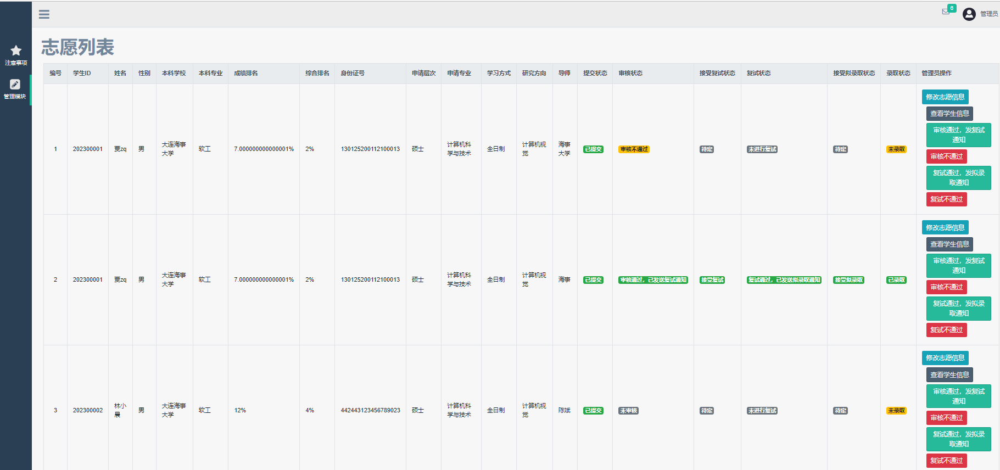 6
管理员
注意事项
管理模块
志愿列表
编号 学生ID 姓名 性别 本科学校 本科专业 成绩排名 综合排名 身份证号 申请层次 申请专业 学习方式 研究方向 导师 提交状态 审核状态 接受复试状态 复试状态 接受拟录取状态 录取状态 管理员操作
1 202300001 贾zq 男 大连海事 软工 7.000000000000001% 2% 130125200112100013 硕士 计算机科 全日制 计算机视 海事 已提交 审核不通过 待定 未进行复试 待定 未录取
大学 学与技术 觉 大学
修改志愿信息
查看学生信息
审核通过，发复试
通知
审核不通过
复试通过，发拟录
取通知
复试不通过
2 202300001 贾zq 男 大连海事 软工 7.000000000000001% 2% 130125200112100013 硕士 计算机科 全日制 计算机视 海事 已提交 审核通过，已发送复试通知 接受复试 复试通过，已发送拟录取通知 接受拟录取 已录取
大学 学与技术 觉
修改志愿信息
查看学生信息
审核通过，发复试
通知
审核不通过
复试通过，发拟录
取通知
复试不通过
3 202300002 林小 男 大连海事 软工 12% 4% 442443123456789023 硕士 计算机科 全日制 计算机视 陈斌 已提交 未审核 待定 未进行复试 待定 未录取
晨 大学 学与技术 觉
修改志愿信息
查看学生信息
审核通过，发复试
通知
审核不通过
复试通过，发拟录
取通知
复试不通过